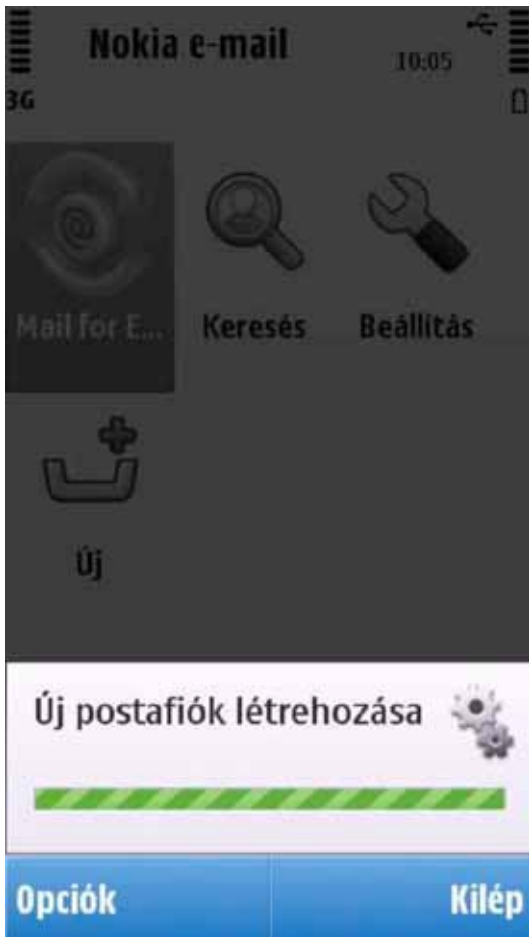 Nokia e-mail
10:05
3G
Mail for E... Keresés Beállítás
Új
Új postafiók létrehozása
Opciók Kilép